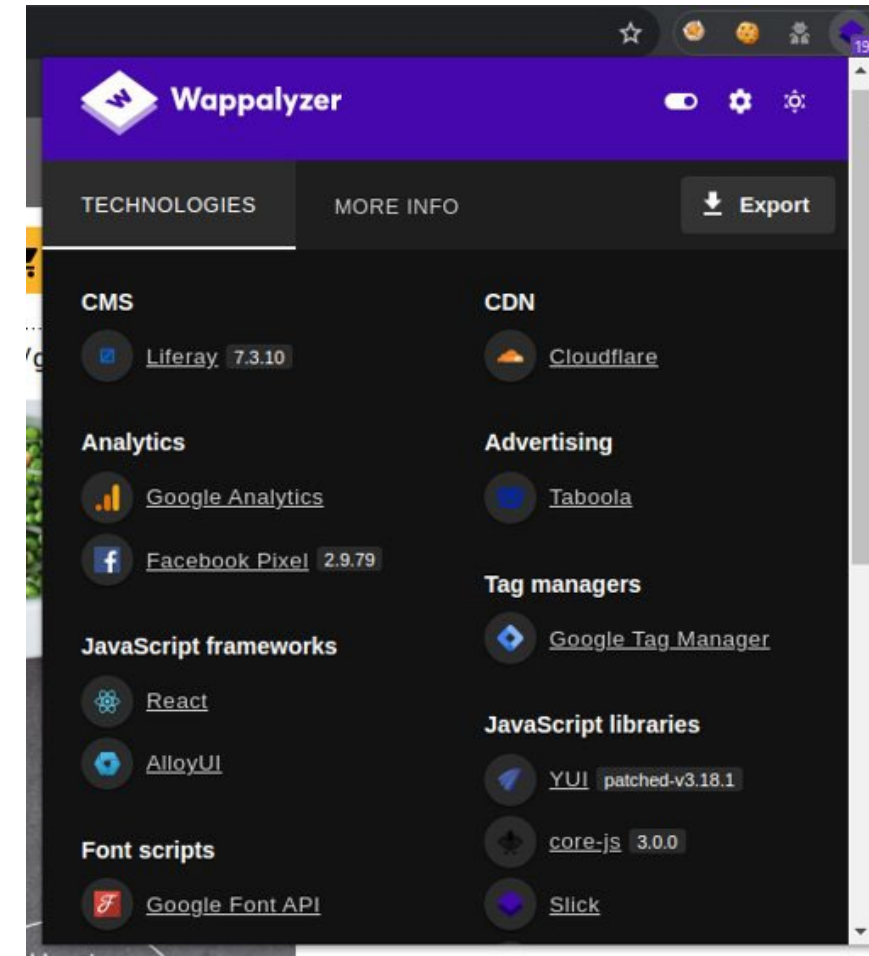 19
Wappalyzer
TECHNOLOGIES
MORE INFO
Export
CMS
Liferay 7.3.10
Analytics
Google Analytics
Facebook Pixel 2.9.79
JavaScript frameworks
React
AlloyUI
Font scripts
Google Font API
CDN
Cloudflare
Advertising
Taboola
Tag managers
Google Tag Manager
JavaScript libraries
YUI patched-v3.18.1
core-js 3.0.0
Slick